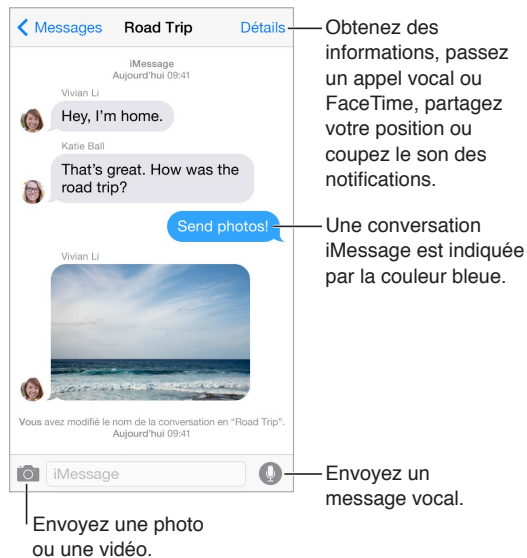 Messages Road Trip Détails
iMessage
Aujourd'hui 09:41
Vivian Li
Hey, I'm home.
Katie Ball
That's great. How was the
road trip?
Send photos!
Vivian Li
Vous avez modifié le nom de la conversation en “Road Trip”.
Aujourd'hui 09:41
iMessage
Obtenez des
informations, passez
un appel vocal ou
FaceTime, partagez
votre position ou
coupez le son des
notifications.
Une conversation
iMessage est indiquée
par la couleur bleue.
Envoyez un
message vocal.
Envoyez une photo
ou une vidéo.